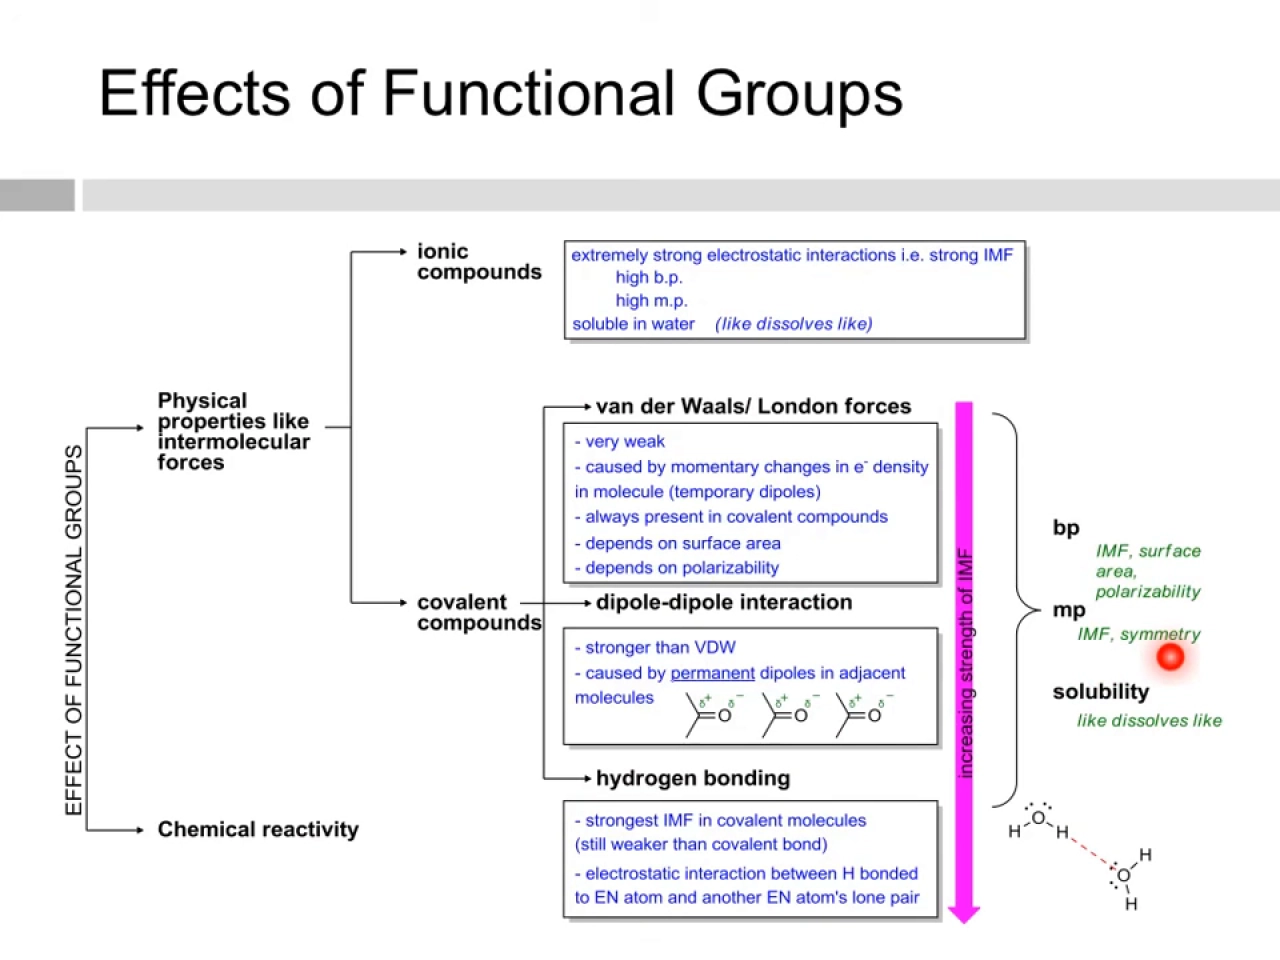 Effects of Functional Groups
EFFECT OF FUNCTIONAL GROUPS
Physical
properties like
intermolecular
forces
Chemical reactivity
ionic
compounds
extremely strong electrostatic interactions i.e. strong IMF
high b.p.
high m.p.
soluble in water (like dissolves like)
covalent
compounds
van der Waals/ London forces
- very weak
- caused by momentary changes in e- density
in molecule (temporary dipoles)
- always present in covalent compounds
- depends on surface area
- depends on polarizability
dipole-dipole interaction
- stronger than VDW
- caused by permanent dipoles in adjacent
molecules
δ+ δ− δ+ δ− δ+ δ−
O O O
hydrogen bonding
- strongest IMF in covalent molecules
(still weaker than covalent bond)
- electrostatic interaction between H bonded
to EN atom and another EN atom's lone pair
increasing strength of IMF
bp
IMF, surface
area,
polarizability
mp
IMF, symmetry
solubility
like dissolves like
O
H H
H
O
H